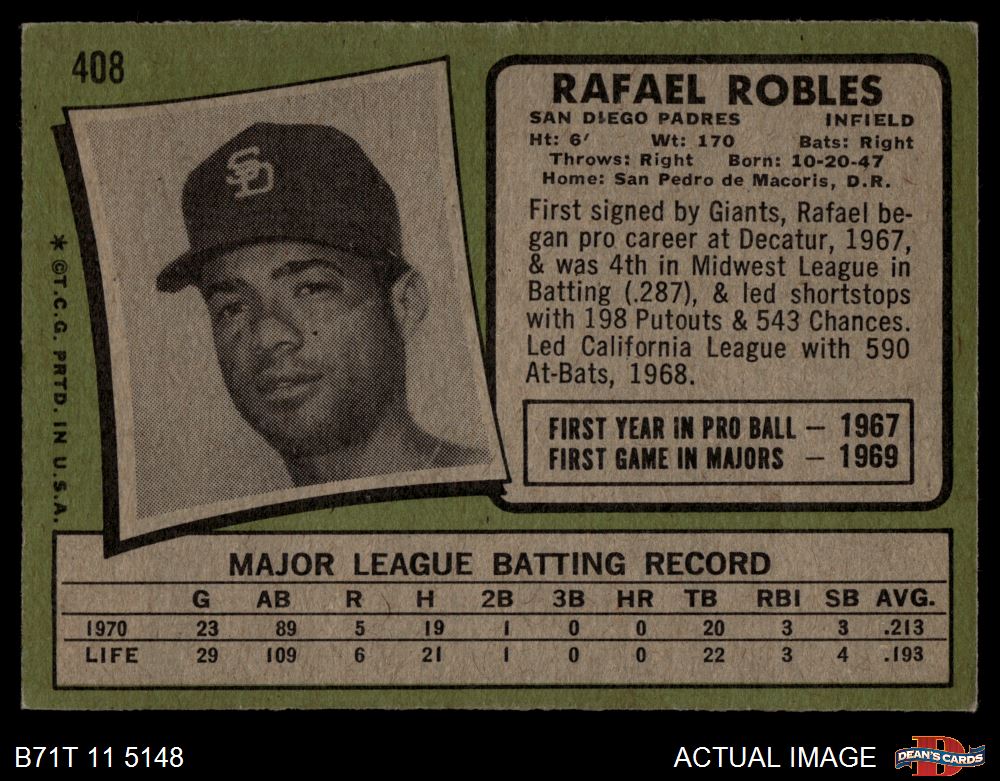 408
SD
RAFAEL ROBLES
SAN DIEGO PADRES INFIELD
Ht: 6' Wt: 170 Bats: Right
Throws: Right Born: 10-20-47
Home: San Pedro de Macoris, D.R.
First signed by Giants, Rafael be-
gan pro career at Decatur, 1967,
& was 4th in Midwest League in
Batting (.287), & led shortstops
with 198 Putouts & 543 Chances.
Led California League with 590
At-Bats, 1968.
FIRST YEAR IN PRO BALL — 1967
FIRST GAME IN MAJORS — 1969
* ©T.C.G. PRTD. IN U.S.A.
MAJOR LEAGUE BATTING RECORD
G AB R H 2B 3B HR TB RBI SB AVG.
1970 23 89 5 19 1 0 0 20 3 3 .213
LIFE 29 109 6 21 1 0 0 22 3 4 .193
B71T 11 5148 ACTUAL IMAGE D DEAN'S CARDS